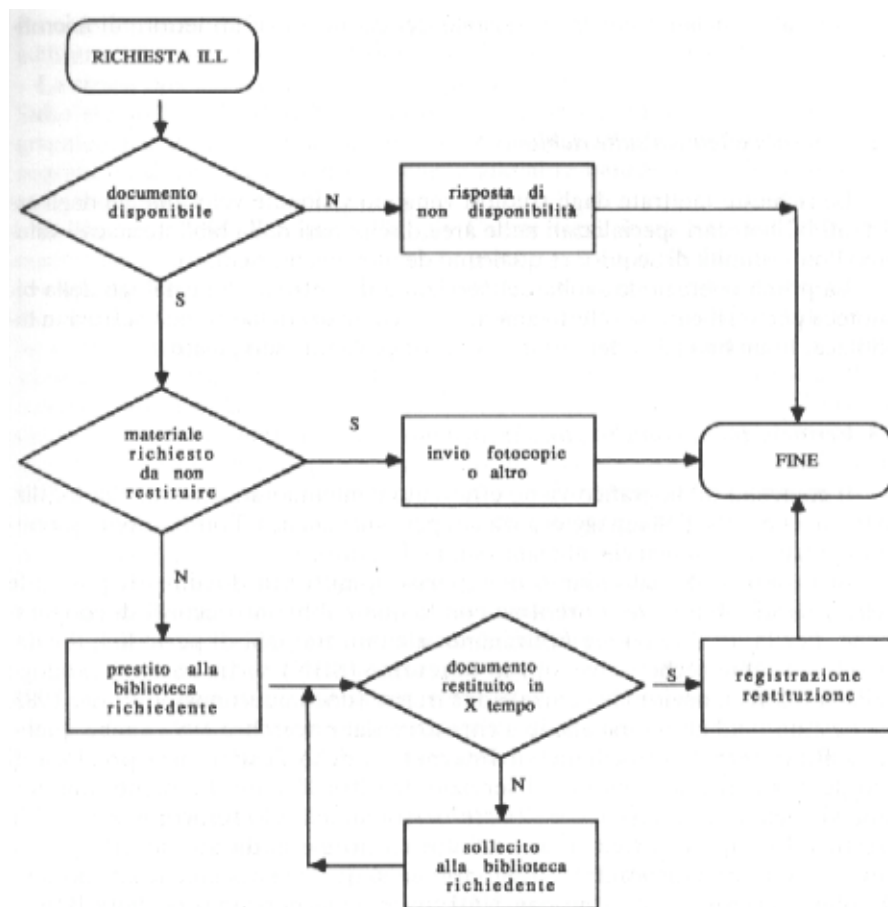 RICHIESTA ILL
documento
disponibile
N
risposta di
non disponibilità
S
materiale
richiesto
da non
restituire
S
invio fotocopie
o altro
FINE
N
prestito alla
biblioteca
richiedente
documento
restituito in
X tempo
S
registrazione
restituzione
N
sollecito
alla biblioteca
richiedente